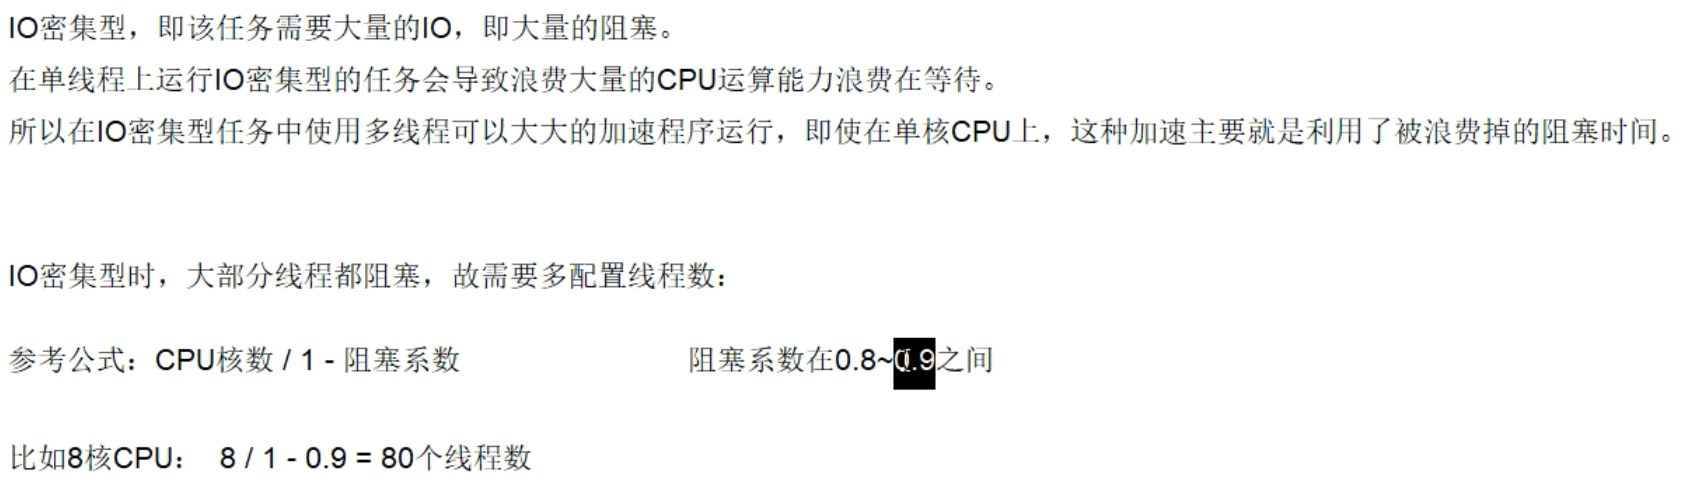 IO密集型，即该任务需要大量的IO，即大量的阻塞。
在单线程上运行IO密集型的任务会导致浪费大量的CPU运算能力浪费在等待。
所以在IO密集型任务中使用多线程可以大大的加速程序运行，即使在单核CPU上，这种加速主要就是利用了被浪费掉的阻塞时间。
IO密集型时，大部分线程都阻塞，故需要多配置线程数：
参考公式：CPU核数 / 1 - 阻塞系数 阻塞系数在0.8~0.9之间
比如8核CPU： 8 / 1 - 0.9 = 80个线程数